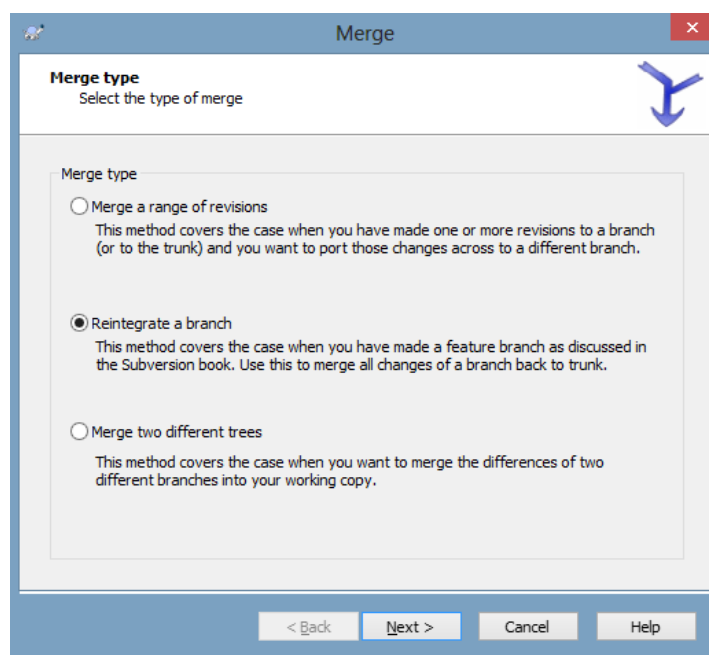 Merge
Merge type
Select the type of merge
Merge type
Merge a range of revisions
This method covers the case when you have made one or more revisions to a branch
(or to the trunk) and you want to port those changes across to a different branch.
Reintegrate a branch
This method covers the case when you have made a feature branch as discussed in
the Subversion book. Use this to merge all changes of a branch back to trunk.
Merge two different trees
This method covers the case when you want to merge the differences of two
different branches into your working copy.
< Back Next > Cancel Help